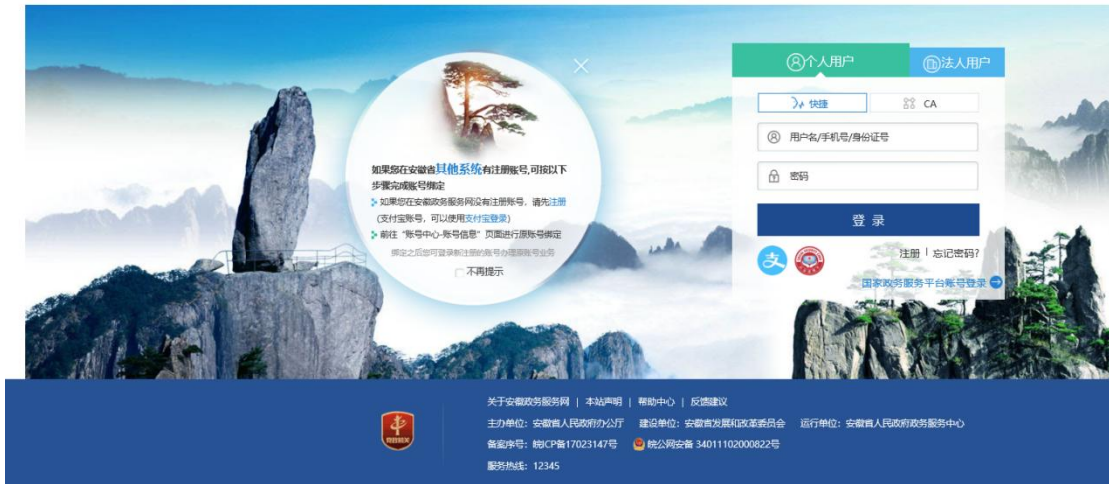 如果您在安徽省其他系统有注册账号,可按以下
步骤完成账号绑定
如果您在安徽政务服务网没有注册账号，请先注册
(支付宝账号，可以使用支付宝登录)
前往“账号中心-账号信息”页面进行原账号绑定
绑定之后您可登录新注册的账号办理原账号业务
不再提示
个人用户
法人用户
快捷
CA
用户名/手机号/身份证号
密码
登 录
支
注册 | 忘记密码?
国家政务服务平台账号登录
关于安徽政务服务网 | 本站声明 | 帮助中心 | 反馈建议
主办单位：安徽省人民政府办公厅 建设单位：安徽省发展和改革委员会 运行单位：安徽省人民政府政务服务中心
备案序号：皖ICP备17023147号 皖公网安备 34011102000822号
服务热线：12345